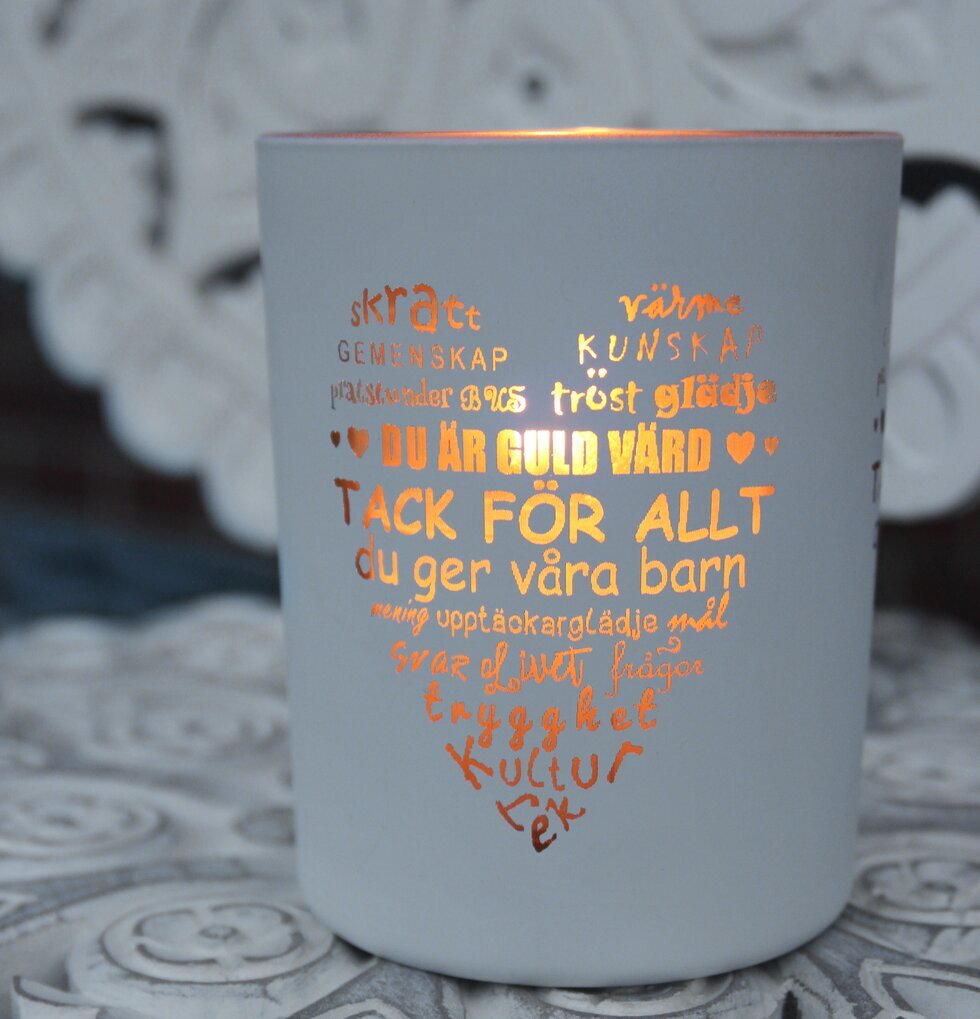 skratt värme
GEMENSKAP KUNSKAP
pratstunder BUS tröst glädje
DU ÄR GULD VÄRD
TACK FÖR ALLT
du ger våra barn
mening upptäckarglädje mål
svar Livet frågor
trygghet
Kultur
Lek